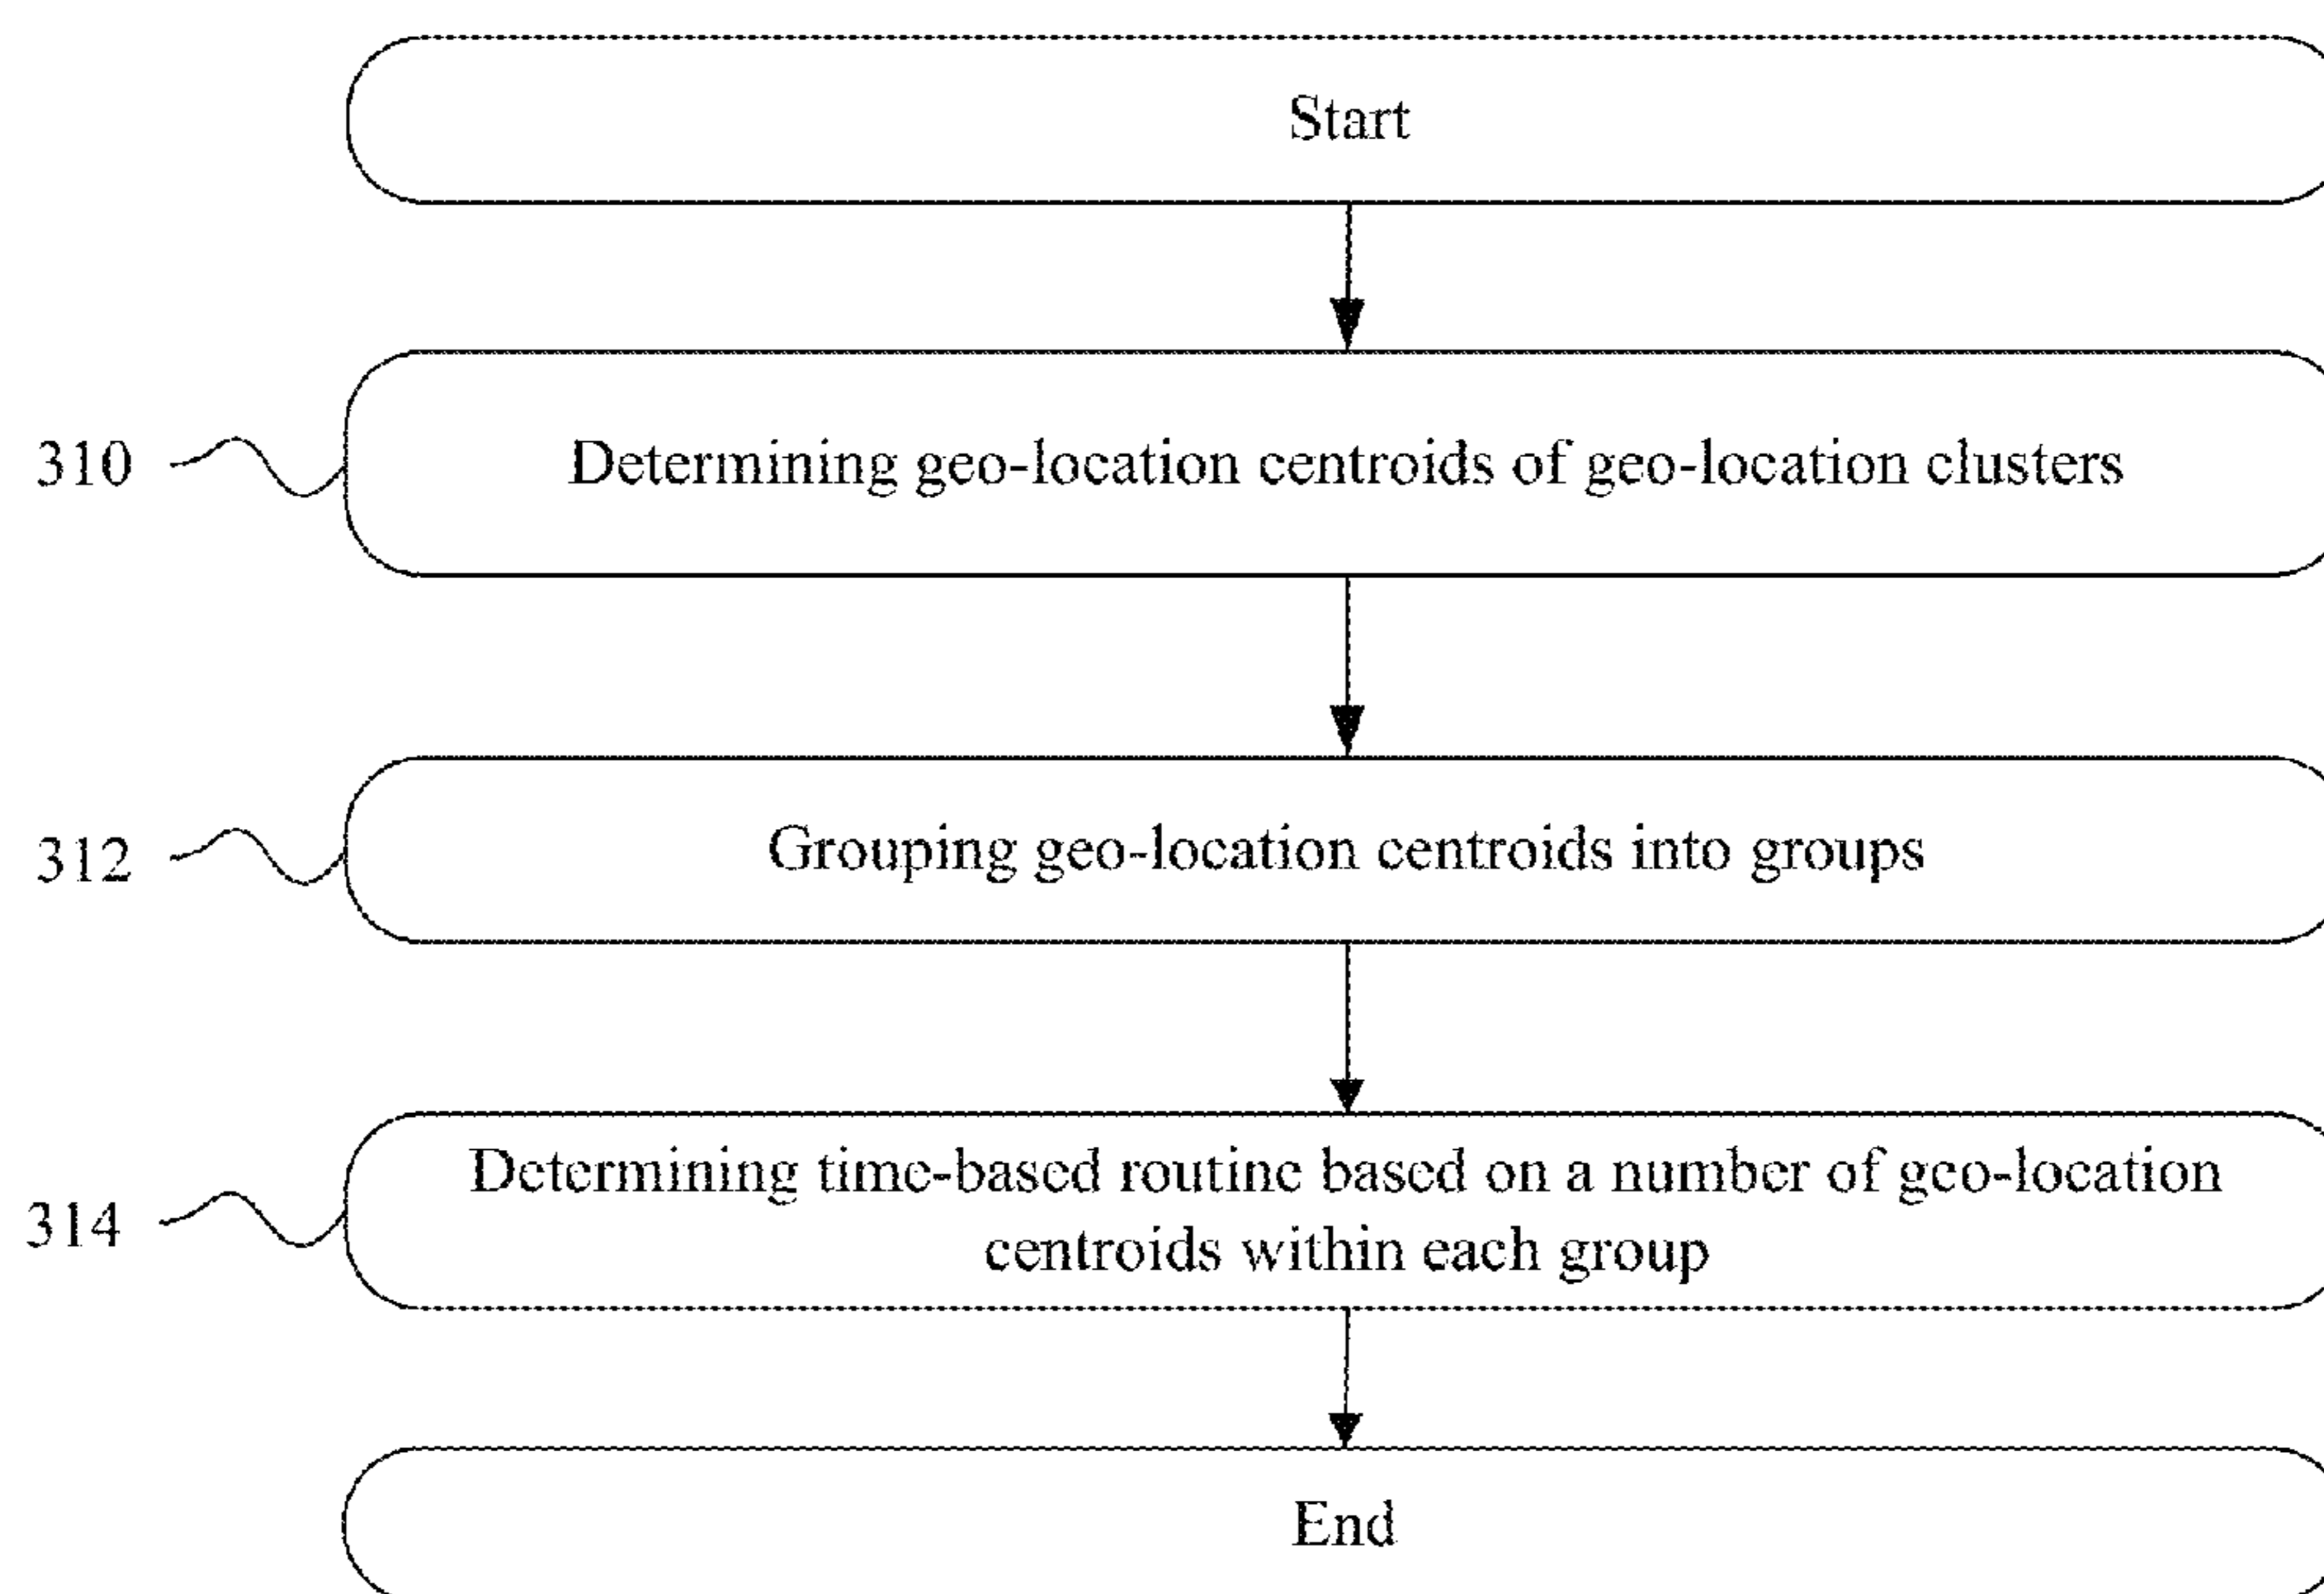 Start
310
Determining geo-location centroids of geo-location clusters
312
Grouping geo-location centroids into groups
314
Determining time-based routine based on a number of geo-location
centroids within each group
End